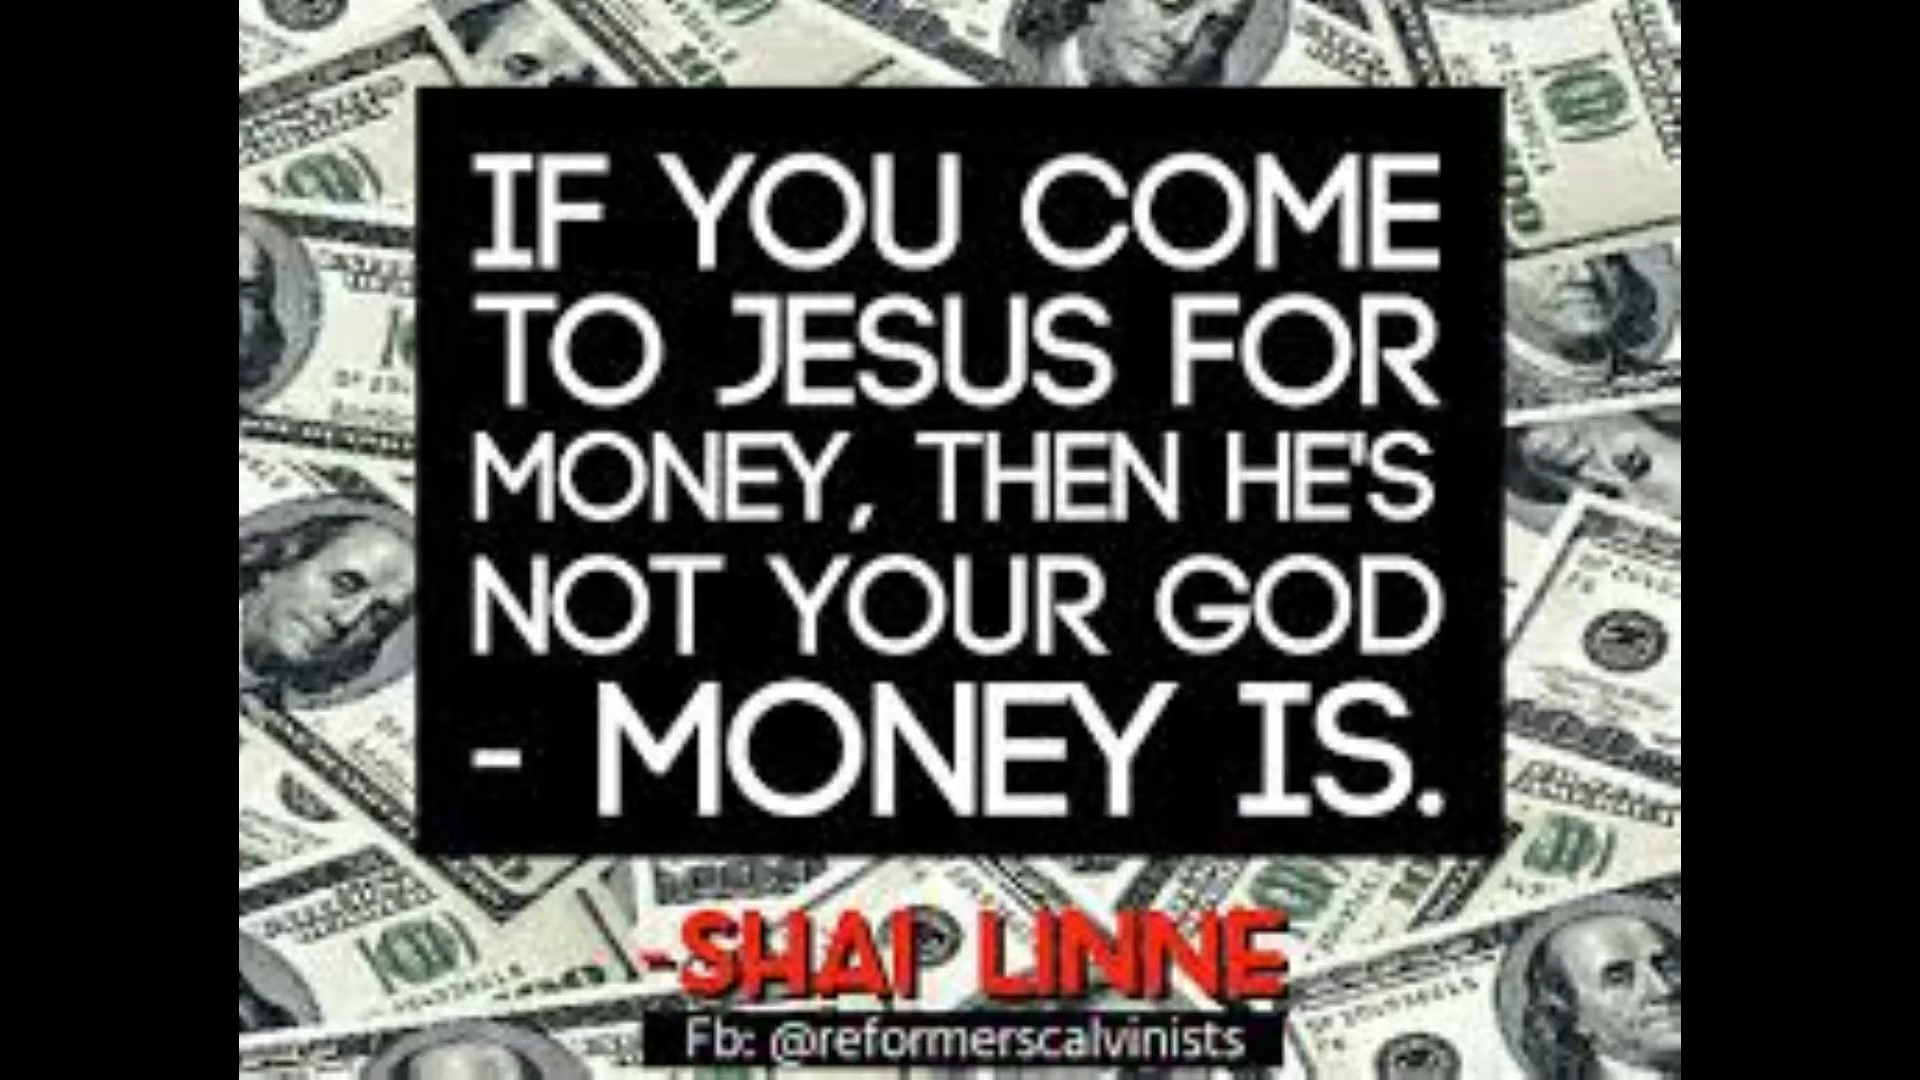 IF YOU COME
TO JESUS FOR
MONEY, THEN HE'S
NOT YOUR GOD
- MONEY IS.
-SHAI LINNE
Fb: @reformerscalvinists